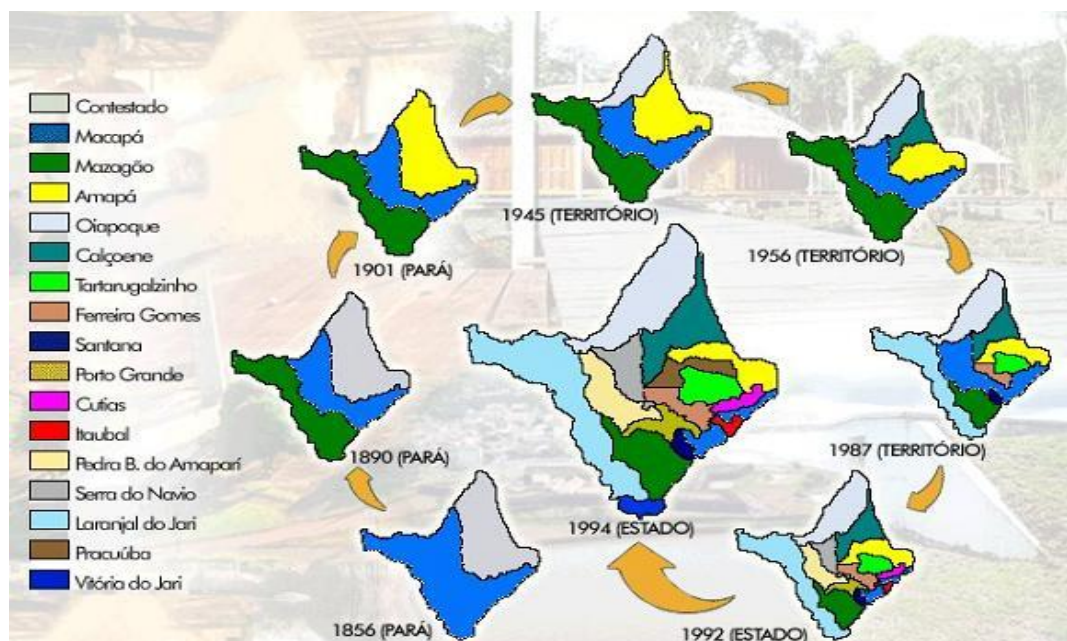 Contestado
Macapá
Mazagão
Amapá
Oiapoque
Calçoene
Tartarugalzinho
Ferreira Gomes
Santana
Porto Grande
Cutias
Itaubal
Pedra B. do Amaparí
Serra do Navio
Laranjal do Jari
Pracuúba
Vitória do Jari
1856 (PARÁ)
1890 (PARÁ)
1901 (PARÁ)
1945 (TERRITÓRIO)
1956 (TERRITÓRIO)
1987 (TERRITÓRIO)
1992 (ESTADO)
1994 (ESTADO)